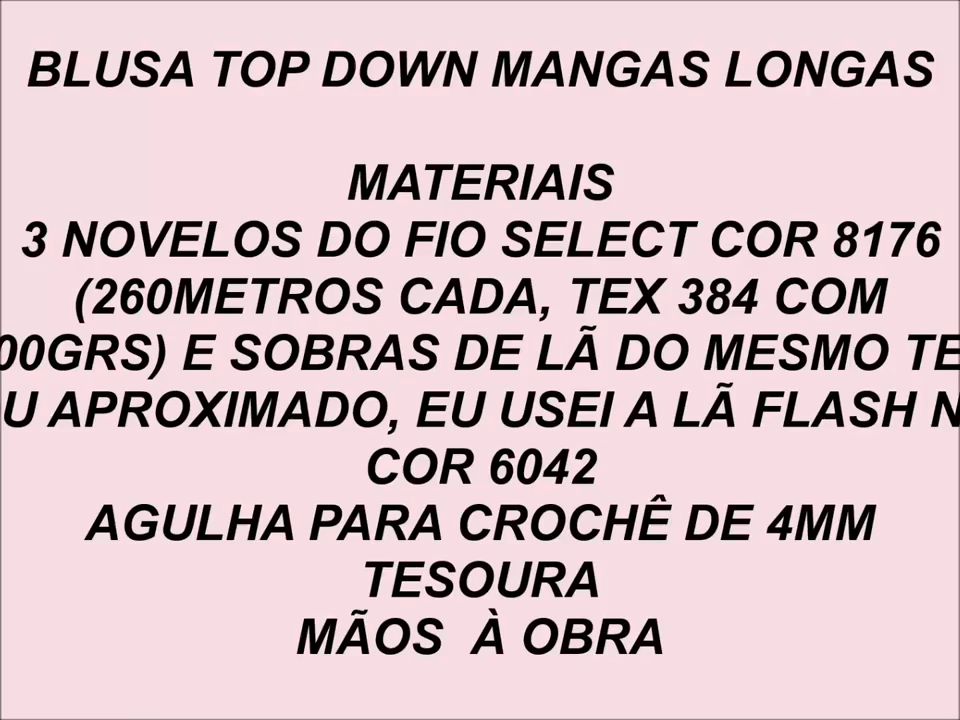 BLUSA TOP DOWN MANGAS LONGAS
MATERIAIS
3 NOVELOS DO FIO SELECT COR 8176
(260METROS CADA, TEX 384 COM
00GRS) E SOBRAS DE LÃ DO MESMO TE
U APROXIMADO, EU USEI A LÃ FLASH N
COR 6042
AGULHA PARA CROCHÊ DE 4MM
TESOURA
MÃOS À OBRA